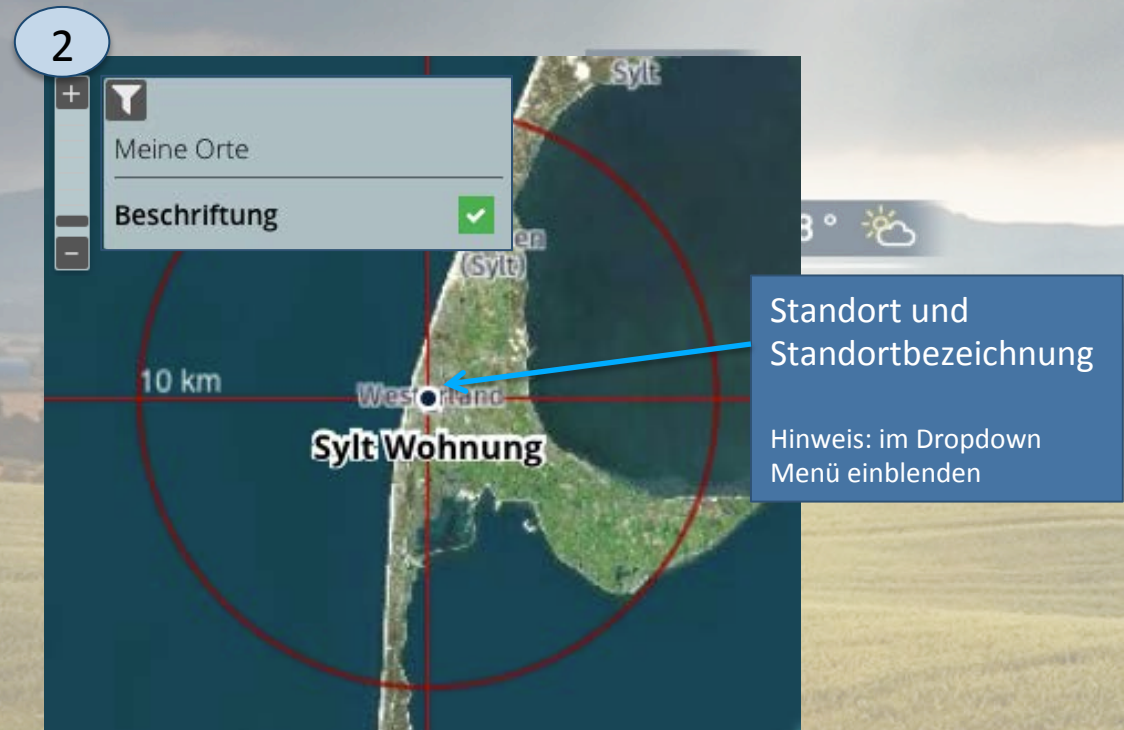 2
Sylt
+
Meine Orte
Beschriftung
-
(Sylt)
°
Standort und
Standortbezeichnung
10 km
Westerland
Sylt Wohnung
Hinweis: im Dropdown
Menü einblenden